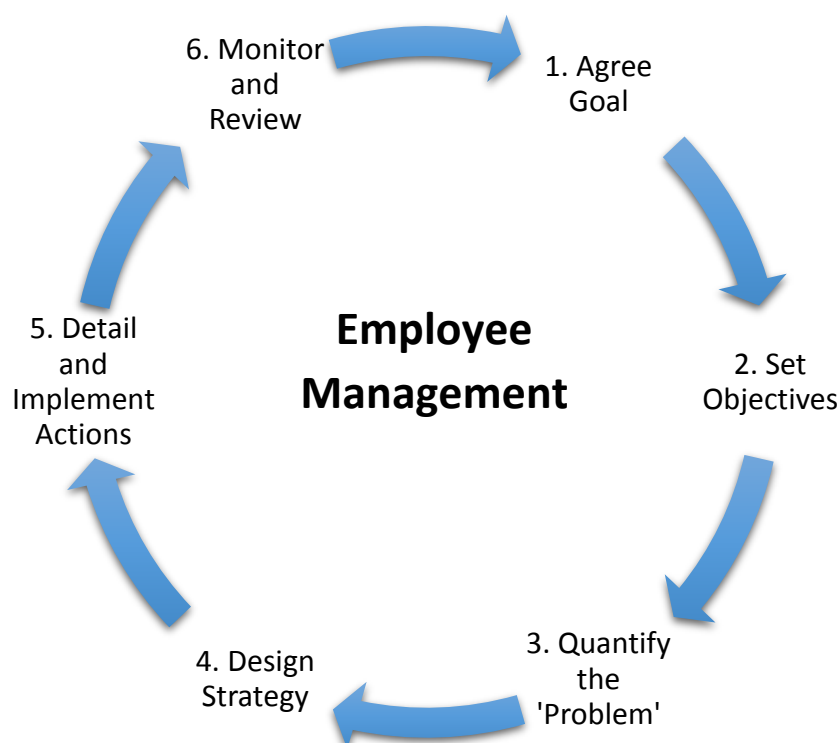 1. Agree
Goal
2. Set
Objectives
3. Quantify
the
'Problem'
4. Design
Strategy
5. Detail
and
Implement
Actions
6. Monitor
and
Review
Employee
Management